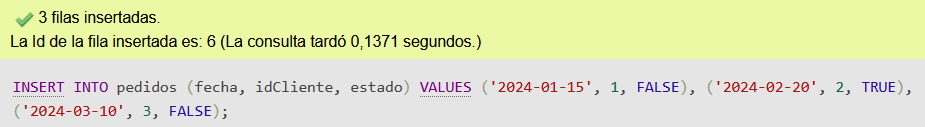 3 filas insertadas.
La Id de la fila insertada es: 6 (La consulta tardó 0,1371 segundos.)
INSERT INTO pedidos (fecha, idCliente, estado) VALUES ('2024-01-15', 1, FALSE), ('2024-02-20', 2, TRUE),
('2024-03-10', 3, FALSE);